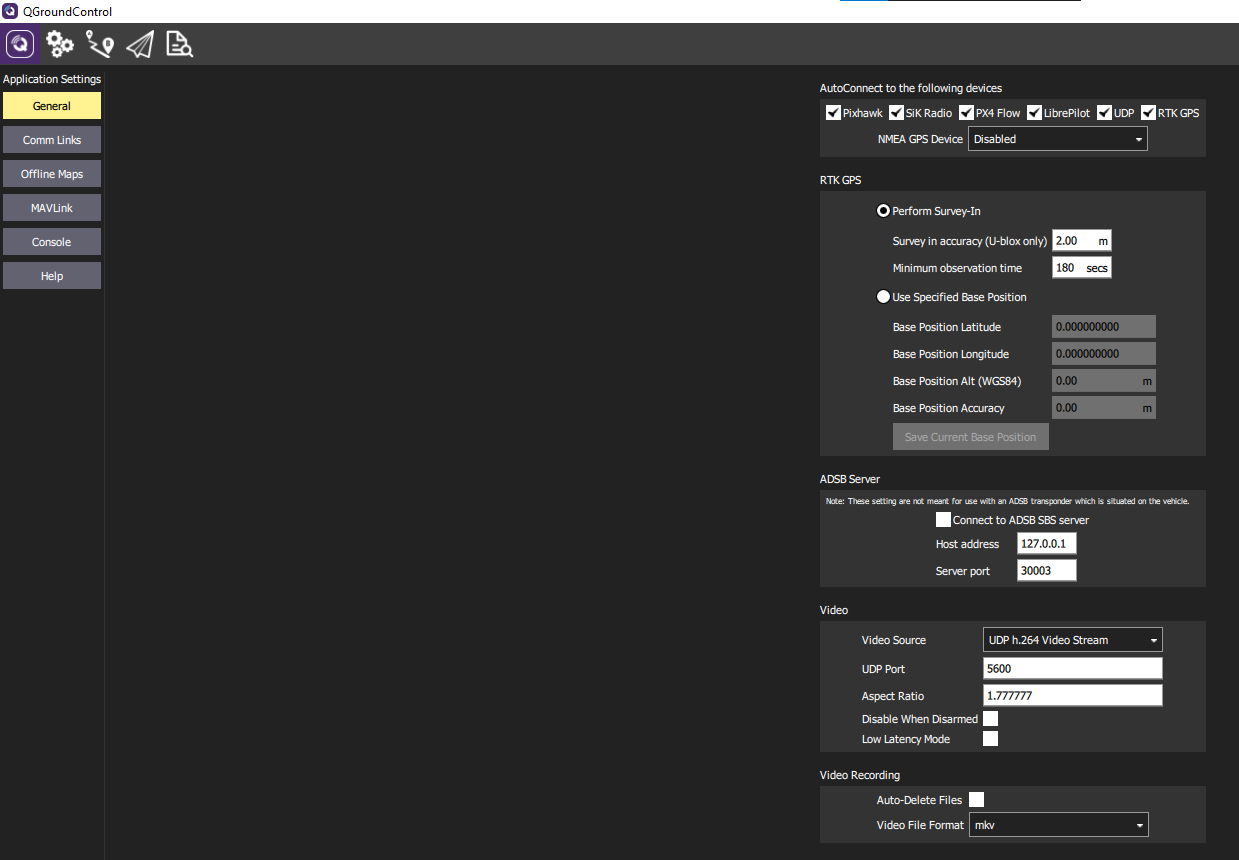 QGroundControl
Application Settings
General
Comm Links
Offline Maps
MAVLink
Console
Help
AutoConnect to the following devices
Pixhawk SiK Radio PX4 Flow LibrePilot UDP RTK GPS
NMEA GPS Device Disabled
RTK GPS
Perform Survey-In
Survey in accuracy (U-blox only) 2.00 m
Minimum observation time 180 secs
Use Specified Base Position
Base Position Latitude 0.000000000
Base Position Longitude 0.000000000
Base Position Alt (WGS84) 0.00 m
Base Position Accuracy 0.00 m
Save Current Base Position
ADSB Server
Note: These setting are not meant for use with an ADSB transponder which is situated on the vehicle.
Connect to ADSB SBS server
Host address 127.0.0.1
Server port 30003
Video
Video Source UDP h.264 Video Stream
UDP Port 5600
Aspect Ratio 1.777777
Disable When Disarmed
Low Latency Mode
Video Recording
Auto-Delete Files
Video File Format mkv